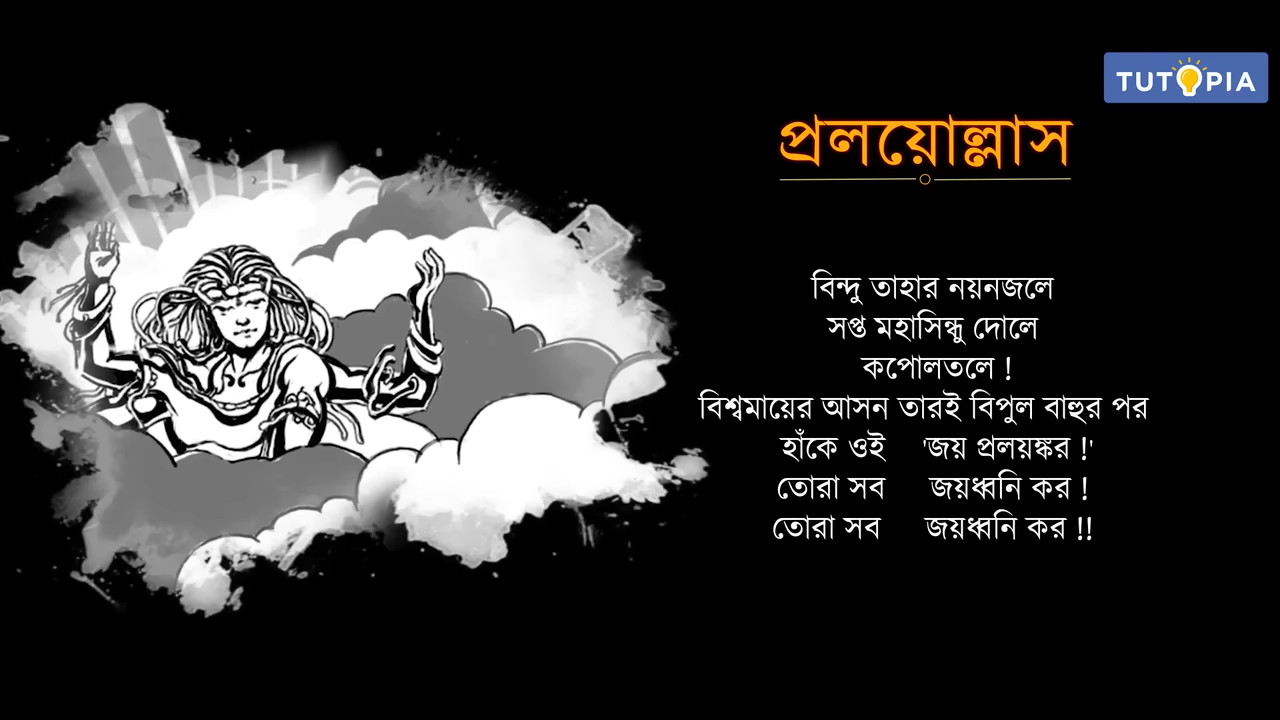 TUTOPIA
প্রলয়োল্লাস
বিন্দু তাহার নয়নজলে
সপ্ত মহাসিন্ধু দোলে
কপোলতলে !
বিশ্বমায়ের আসন তারই বিপুল বাহুর পর
হাঁকে ওই 'জয় প্রলয়ঙ্কর !'
তোরা সব জয়ধ্বনি কর !
তোরা সব জয়ধ্বনি কর !!